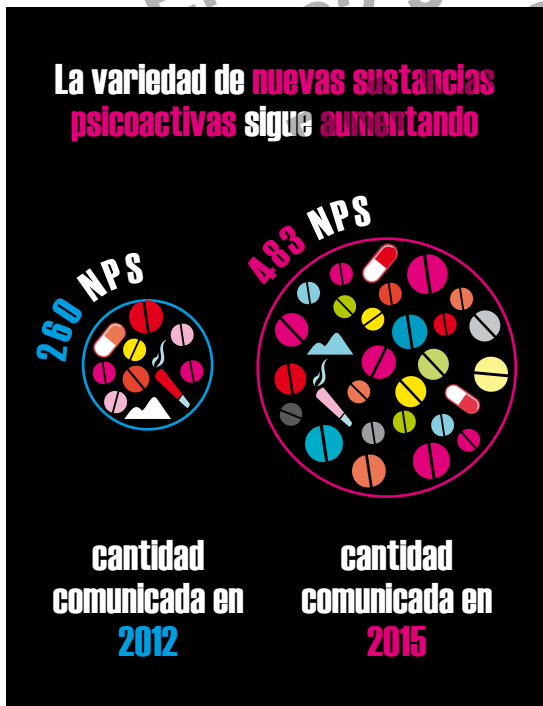 La variedad de nuevas sustancias
psicoactivas sigue aumentando
260 NPS
483 NPS
cantidad
comunicada en
2012
cantidad
comunicada en
2015